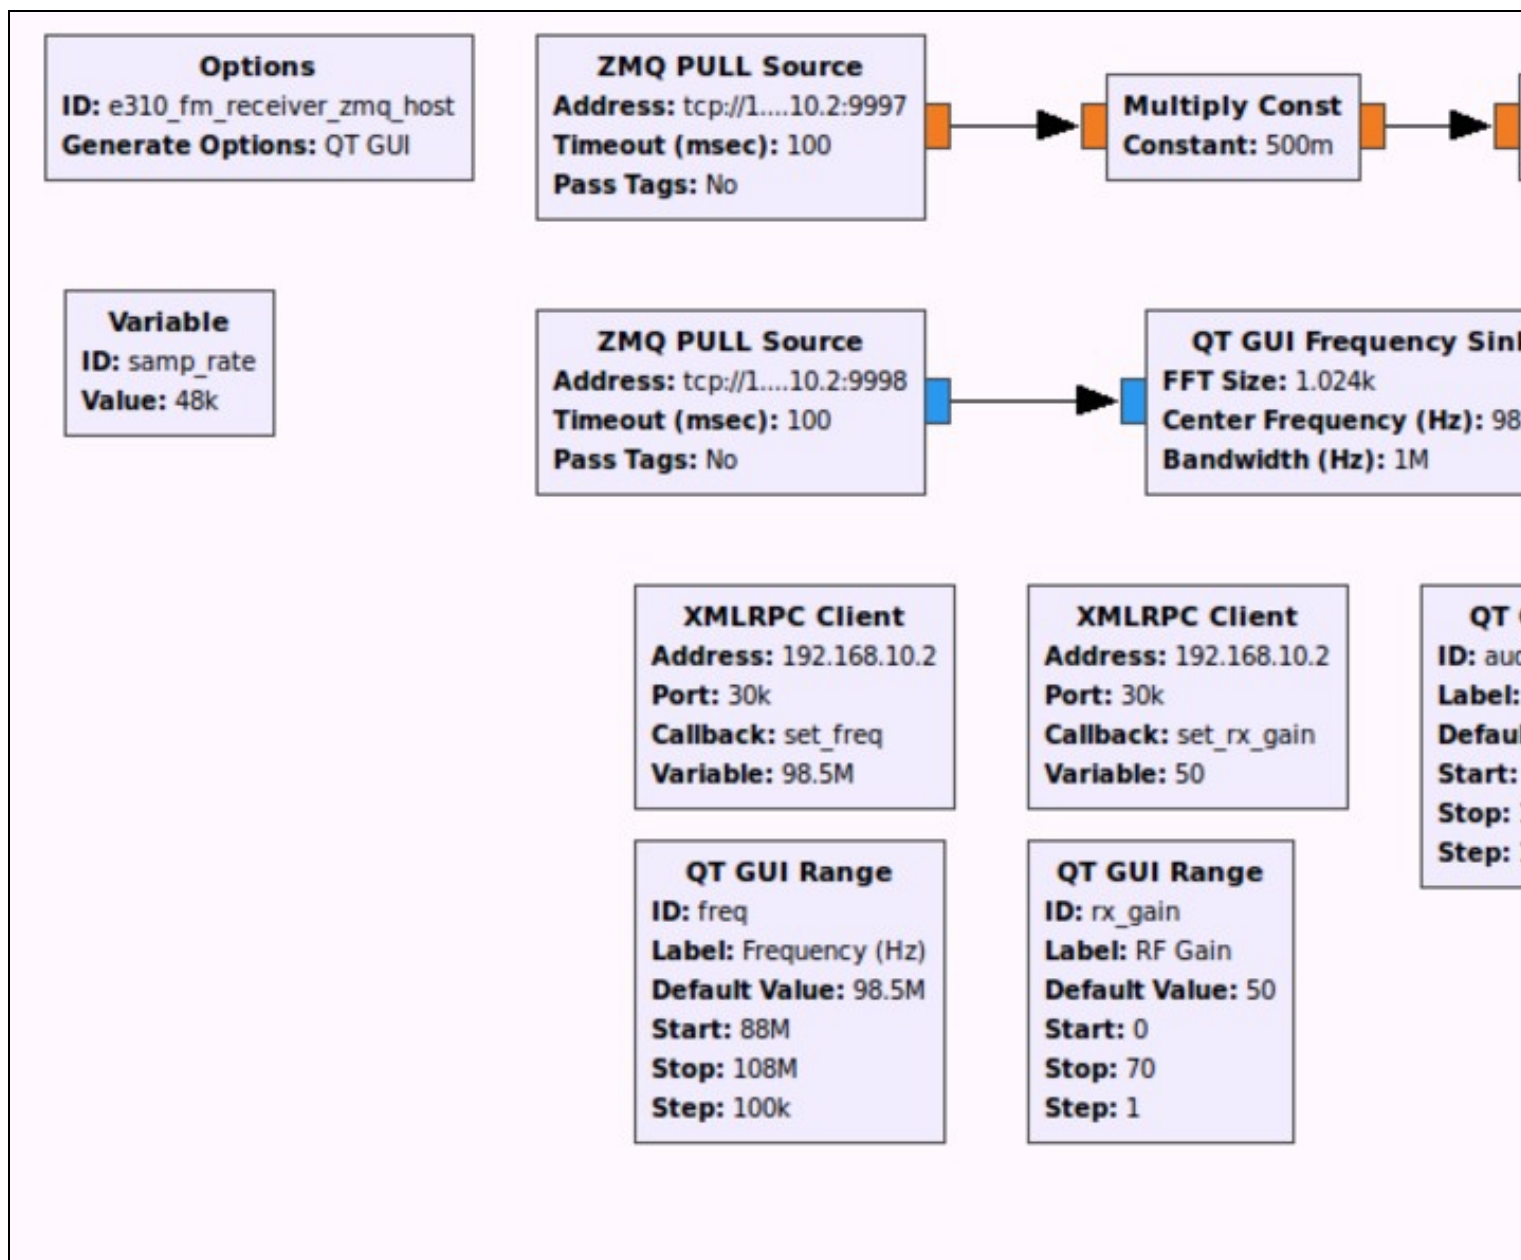 Options
ID: e310_fm_receiver_zmq_host
Generate Options: QT GUI
ZMQ PULL Source
Address: tcp://1....10.2:9997
Timeout (msec): 100
Pass Tags: No
Multiply Const
Constant: 500m
Variable
ID: samp_rate
Value: 48k
ZMQ PULL Source
Address: tcp://1....10.2:9998
Timeout (msec): 100
Pass Tags: No
QT GUI Frequency
FFT Size: 1.024k
Center Frequency (Hz): 98
Bandwidth (Hz): 1M
XMLRPC Client
Address: 192.168.10.2
Port: 30k
Callback: set_freq
Variable: 98.5M
XMLRPC Client
Address: 192.168.10.2
Port: 30k
Callback: set_rx_gain
Variable: 50
QT
ID:
Label:
Start:
Stop:
Step:
QT GUI Range
ID: freq
Label: Frequency (Hz)
Default Value: 98.5M
Start: 88M
Stop: 108M
Step: 100k
QT GUI Range
ID: rx_gain
Label: RF Gain
Default Value: 50
Start: 0
Stop: 70
Step: 1